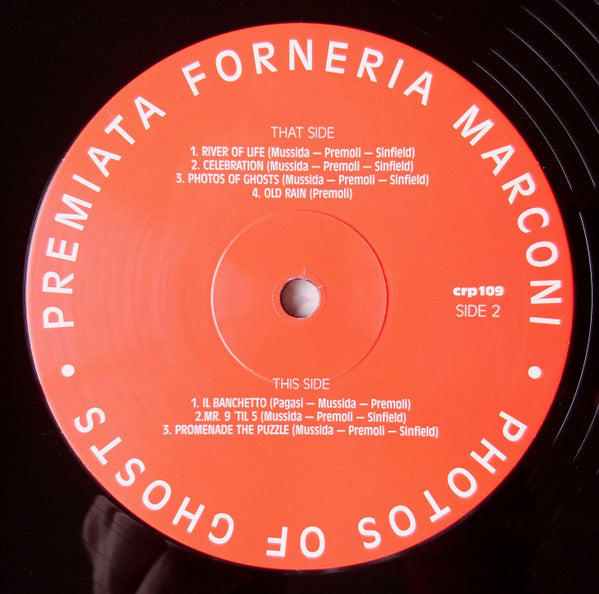 PREMIATA FORNERIA MARCONI •
PHOTOS OF GHOSTS •
THAT SIDE
1. RIVER OF LIFE (Mussida – Premoli – Sinfield)
2. CELEBRATION (Mussida – Premoli – Sinfield)
3. PHOTOS OF GHOSTS (Mussida – Premoli – Sinfield)
4. OLD RAIN (Premoli)
crp109
SIDE 2
THIS SIDE
1. IL BANCHETTO (Pagasi – Mussida – Premoli)
2.MR. 9 'TIL 5 (Mussida – Premoli – Sinfield)
3. PROMENADE THE PUZZLE (Mussida – Premoli – Sinfield)